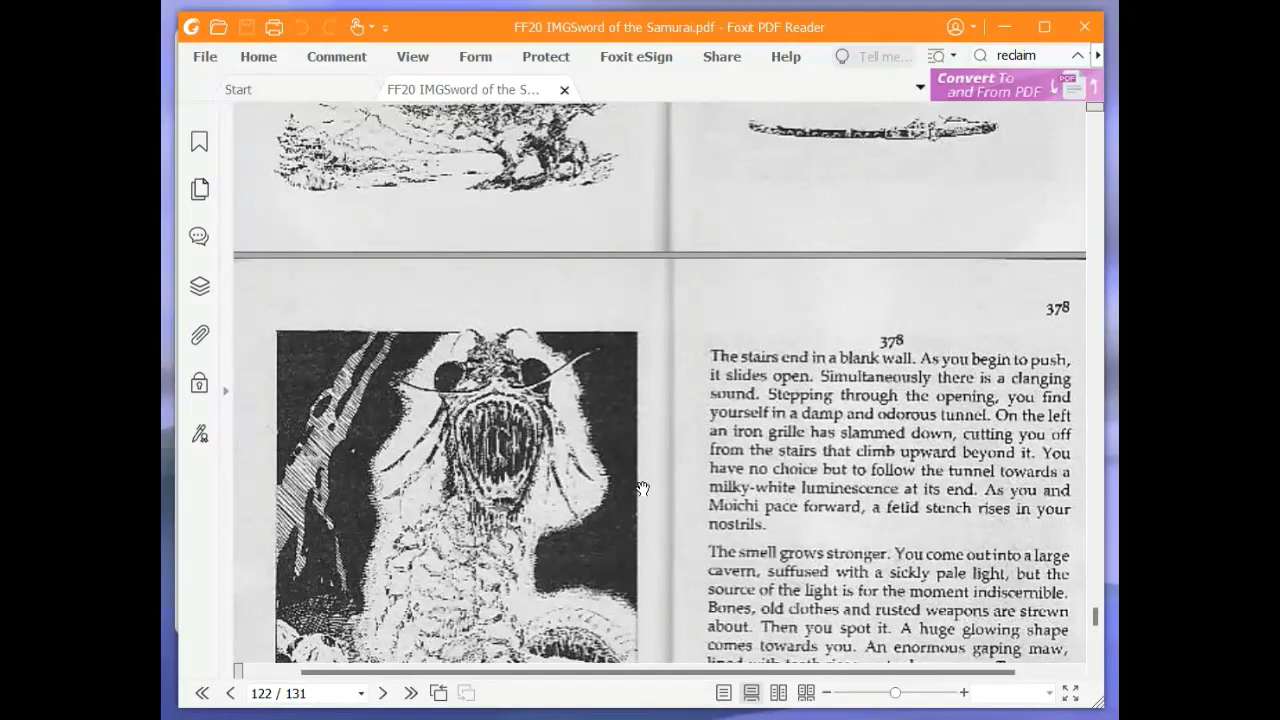 FF20 IMGSword of the Samurai.pdf - Foxit PDF Reader
File Home Comment View Form Protect Foxit eSign Share Help Tell me... reclaim
Start FF20 IMGSword of the S...
Convert To
and From PDF
PDF
378
378
The stairs end in a blank wall. As you begin to push,
it slides open. Simultaneously there is a clanging
sound. Stepping through the opening, you find
yourself in a damp and odorous tunnel. On the left
an iron grille has slammed down, cutting you off
from the stairs that climb upward beyond it. You
have no choice but to follow the tunnel towards a
milky-white luminescence at its end. As you and
Moichi pace forward, a fetid stench rises in your
nostrils.
The smell grows stronger. You come out into a large
cavern, suffused with a sickly pale light, but the
source of the light is for the moment indiscernible.
Bones, old clothes and rusted weapons are strewn
about. Then you spot it. A huge glowing shape
comes towards you. An enormous gaping maw,
122 / 131